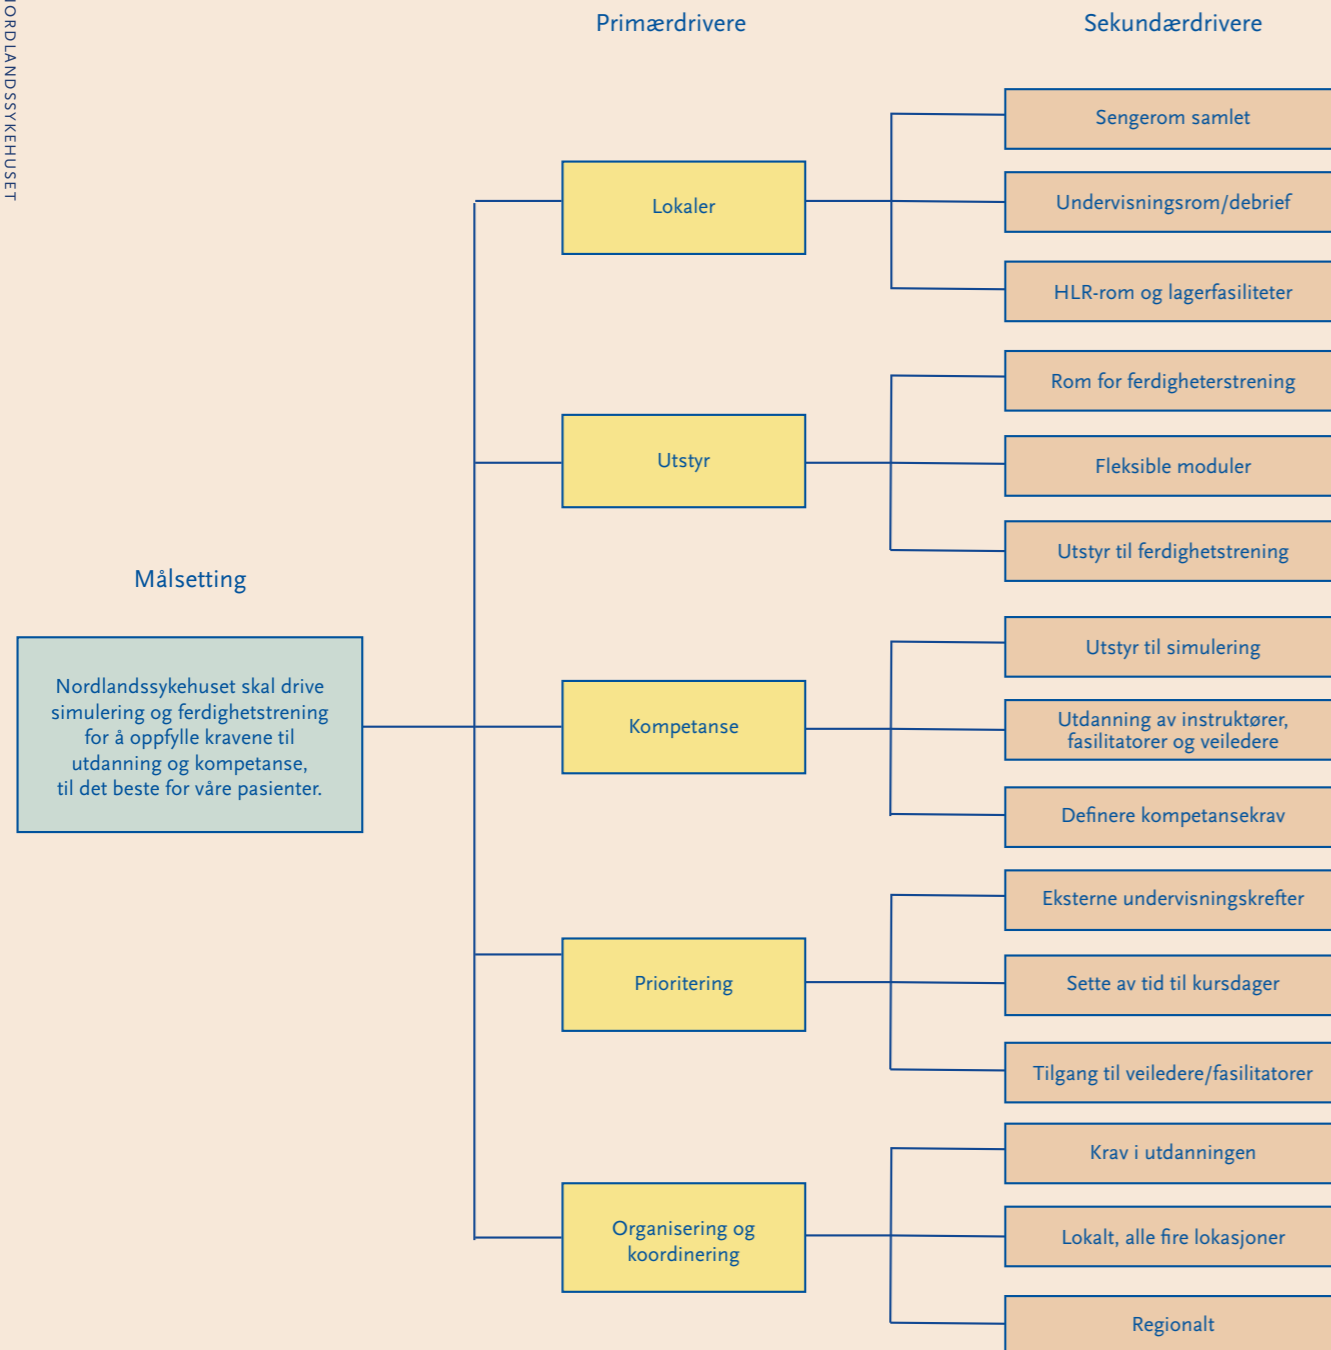 NORDLANDSSYKEHUSET
Primærdrivere
Sekundærdrivere
Målsetting
Nordlandssykehuset skal drive
simulering og ferdighetstrening
for å oppfylle kravene til
utdanning og kompetanse,
til det beste for våre pasienter.
Lokaler
Sengerom samlet
Undervisningsrom/debrief
HLR-rom og lagerfasiliteter
Utstyr
Rom for ferdigheterstrening
Fleksible moduler
Utstyr til ferdighetstrening
Kompetanse
Utstyr til simulering
Utdanning av instruktører,
fasilitatorer og veiledere
Definere kompetansekrav
Prioritering
Eksterne undervisningskrefter
Sette av tid til kursdager
Tilgang til veiledere/fasilitatorer
Organisering og
koordinering
Krav i utdanningen
Lokalt, alle fire lokasjoner
Regionalt